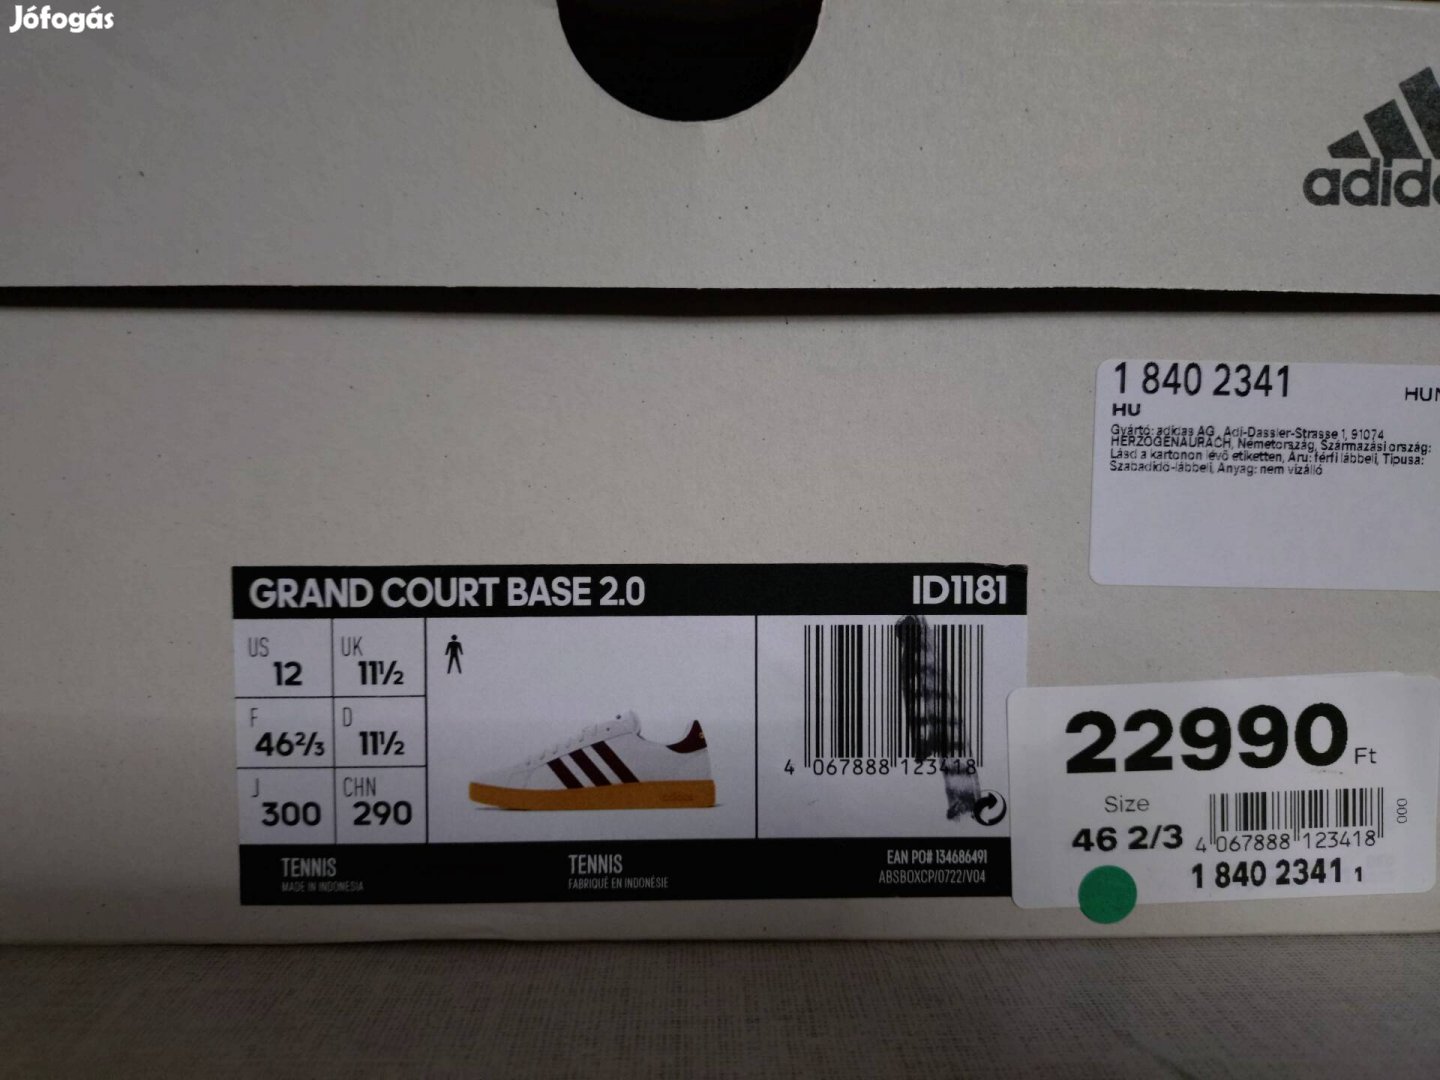 Jófogás
1 840 2341
HU
Gyártó: adidas AG, Adi-Dassler-Strasse 1, 91074
HERZOGENAURACH, Németország, Származási ország:
Lásd a kartonon lévő etiketten, Áru: férfi lábbeli, Típusa:
Szabadidő-lábbeli, Anyag: nem vízálló
GRAND COURT BASE 2.0 ID1181
US 12 UK 11½
F 46⅔ D 11½
J 300 CHN 290
4 067888 123418
TENNIS
MADE IN INDONESIA
TENNIS
FABRIQUÉ EN INDONÉSIE
EAN PO# 134686491
ABSBOXCP/0722/V04
22990 Ft
Size
46 2/3
4 067888 123418
000
1 840 2341 1